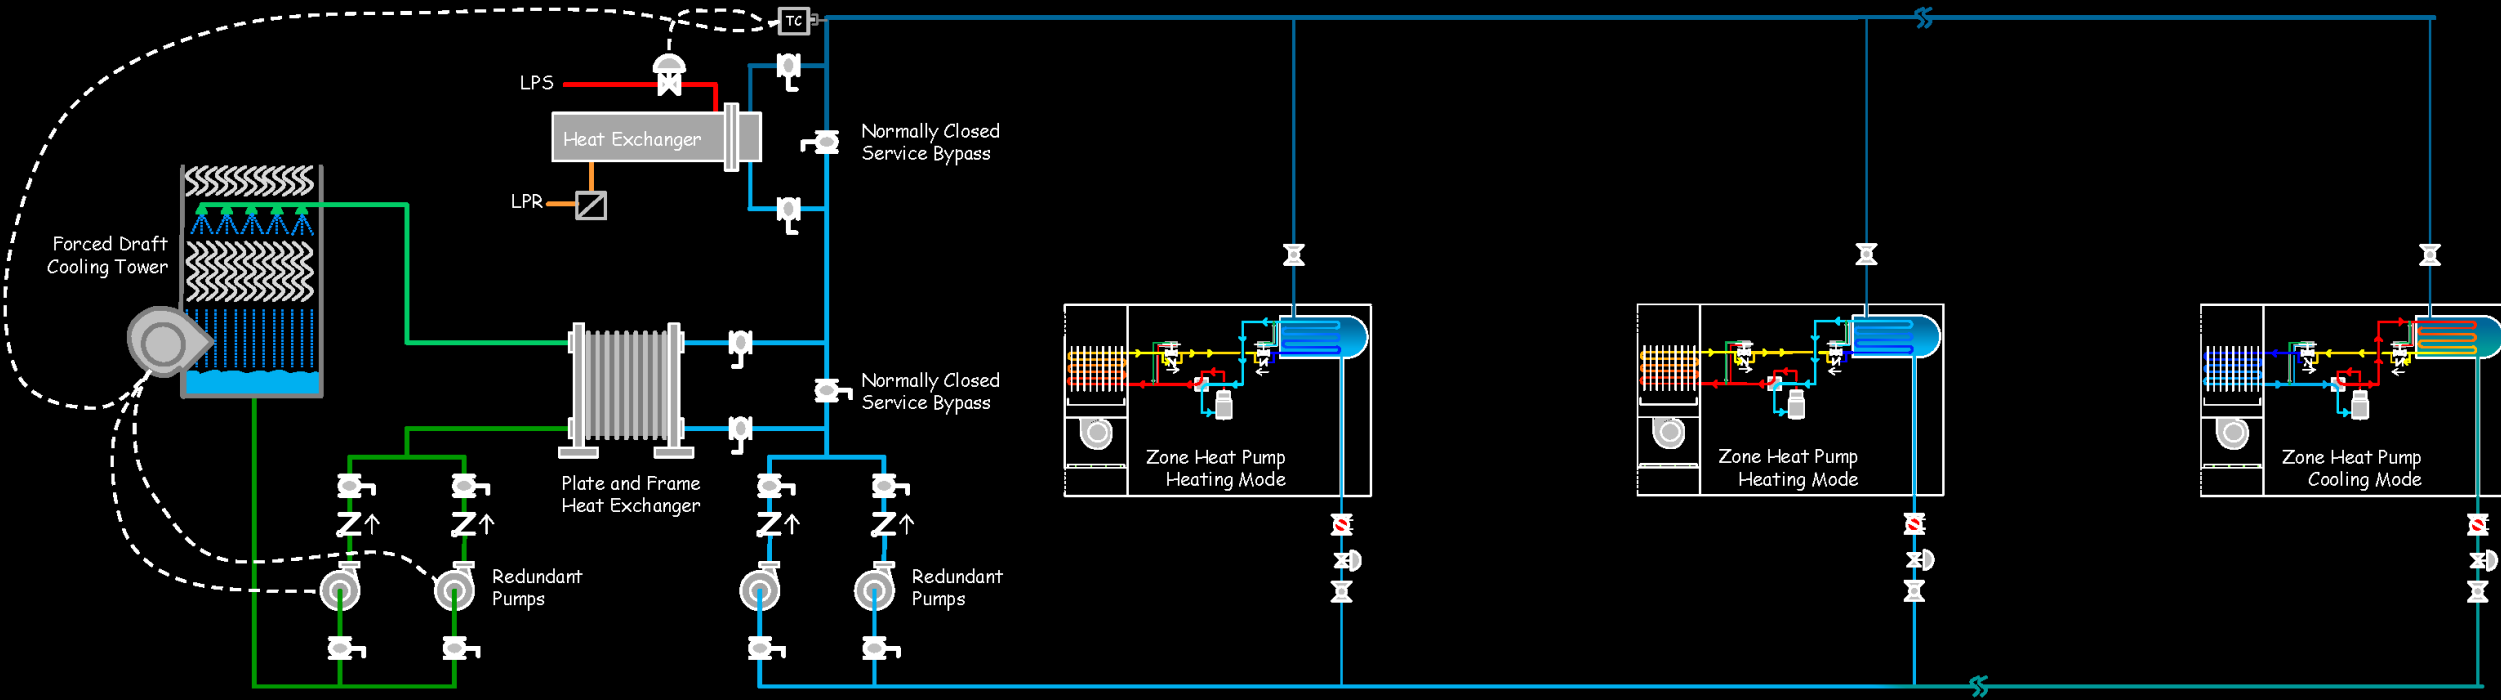 TC
LPS
Heat Exchanger
Normally Closed
Service Bypass
LPR
Forced Draft
Cooling Tower
Normally Closed
Service Bypass
Plate and Frame
Heat Exchanger
Redundant
Pumps
Redundant
Pumps
Zone Heat Pump
Heating Mode
Zone Heat Pump
Heating Mode
Zone Heat Pump
Cooling Mode